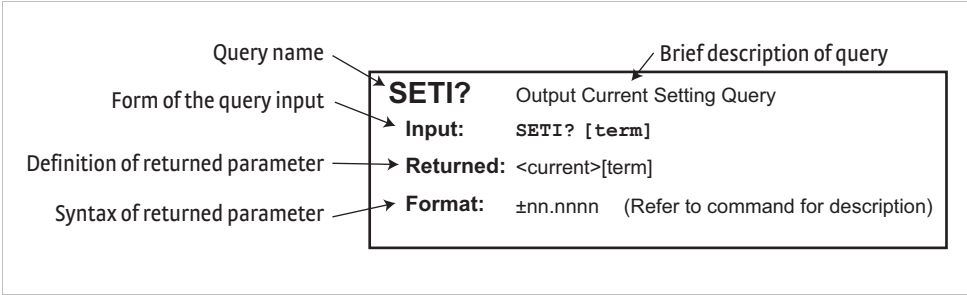 Query name
Brief description of query
SETI? Output Current Setting Query
Form of the query input
Input: SETI? [term]
Definition of returned parameter
Returned: <current>[term]
Syntax of returned parameter
Format: ±nn.nnnn (Refer to command for description)